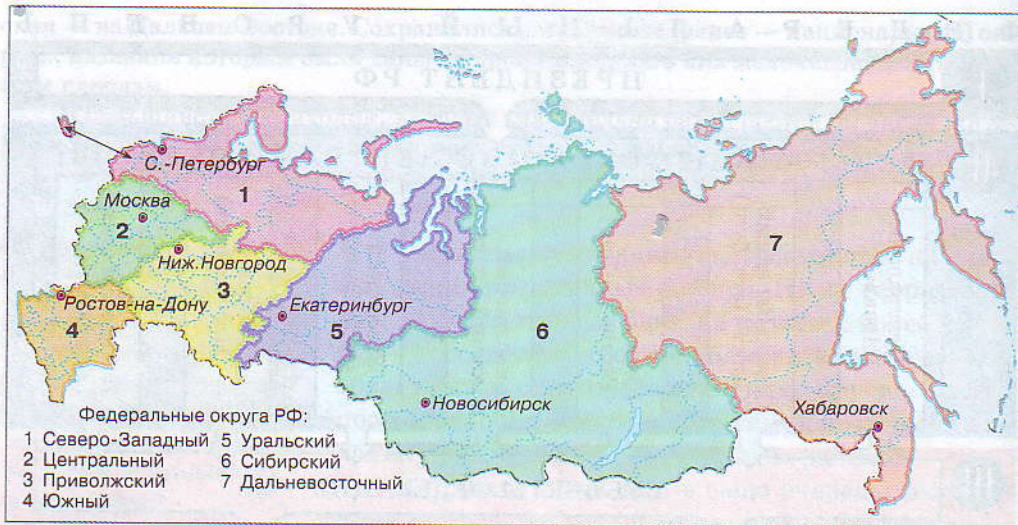 С.-Петербург
1
Москва
2
Ниж.Новгород
3
Ростов-на-Дону
4
Екатеринбург
5
6
7
Новосибирск
Хабаровск
Федеральные округа РФ:
1 Северо-Западный
2 Центральный
3 Приволжский
4 Южный
5 Уральский
6 Сибирский
7 Дальневосточный